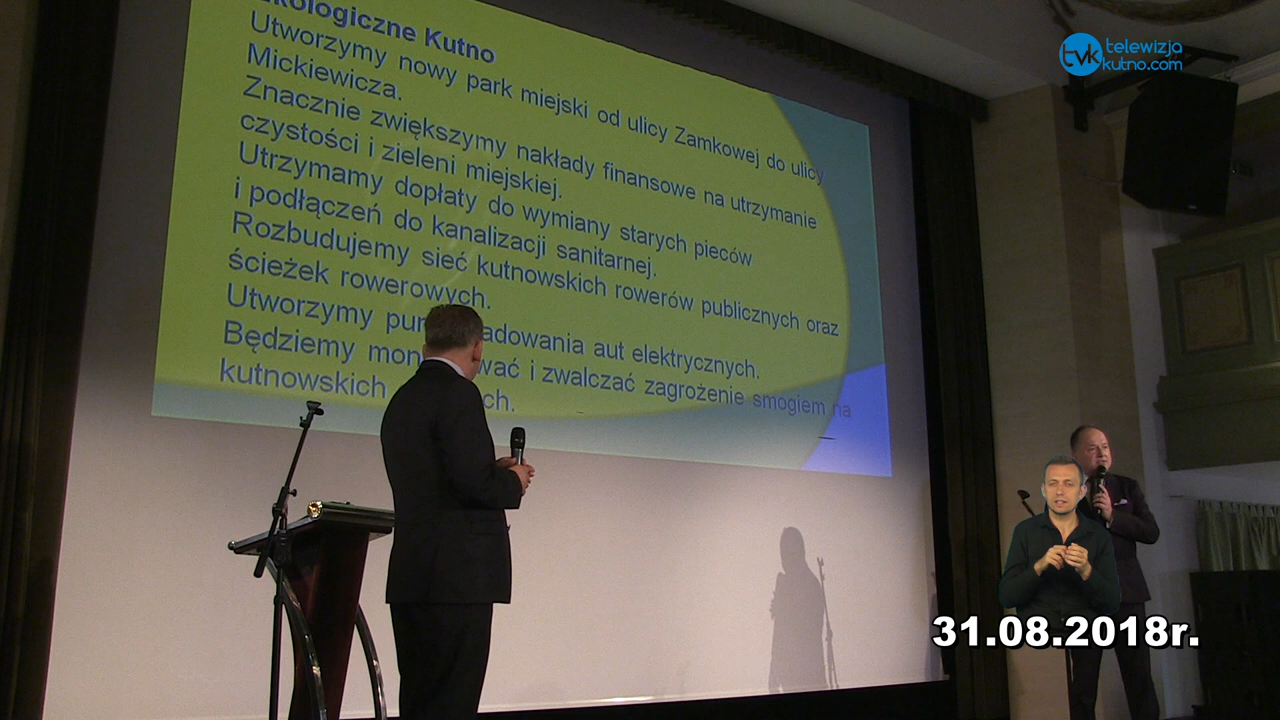 kologiczne Kutno
Utworzymy nowy park miejski od ulicy Zamkowej do ulicy
Mickiewicza.
Znacznie zwiększymy nakłady finansowe na utrzymanie
czystości i zieleni miejskiej.
Utrzymamy dopłaty do wymiany starych pieców
i podłączeń do kanalizacji sanitarnej.
Rozbudujemy sieć kutnowskich rowerów publicznych oraz
ścieżek rowerowych.
Utworzymy pun adowania aut elektrycznych.
Będziemy mon wać i zwalczać zagrożenie smogiem na
kutnowskich ch.
tvk telewizja
kutno.com
31.08.2018r.